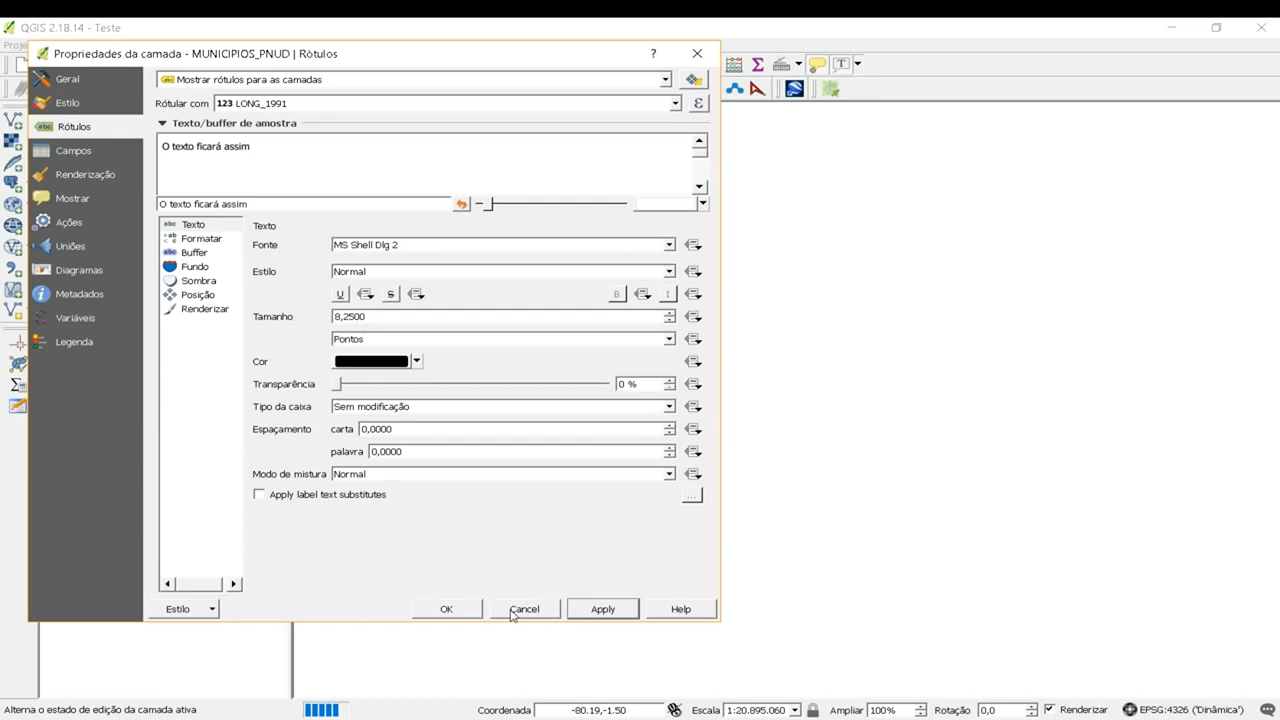 QGIS 2.18.14 - Teste
Proje
Propriedades da camada - MUNICIPIOS_PNUD | Rótulos
?
Geral
Estilo
Rótulos
Campos
Renderização
Mostrar
Ações
Uniões
Diagramas
Metadados
Variáveis
Legenda
Mostrar rótulos para as camadas
Rótular com 123 LONG_1991
Texto/buffer de amostra
O texto ficará assim
O texto ficará assim
Texto
Formatar
Buffer
Fundo
Sombra
Posição
Renderizar
Texto
Fonte MS Shell Dlg 2
Estilo Normal
U S B I
Tamanho 8,2500
Pontos
Cor
Transparência 0 %
Tipo da caixa Sem modificação
Espaçamento carta 0,0000
palavra 0,0000
Modo de mistura Normal
Apply label text substitutes ...
Estilo OK Cancel Apply Help
Alterna o estado de edição da camada ativa Coordenada -80.19,-1.50 Escala 1:20.895.060 Ampliar 100% Rotação 0,0 Renderizar EPSG:4326 ('Dinâmica')